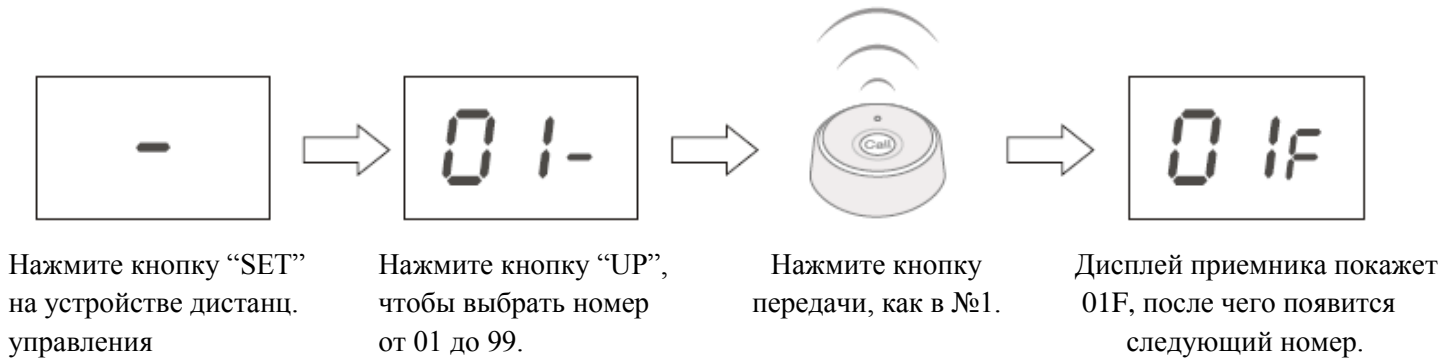 -
01-
Call
01F
Нажмите кнопку “SET”
на устройстве дистанц.
управления
Нажмите кнопку “UP”,
чтобы выбрать номер
от 01 до 99.
Нажмите кнопку
передачи, как в №1.
Дисплей приемника покажет
01F, после чего появится
следующий номер.